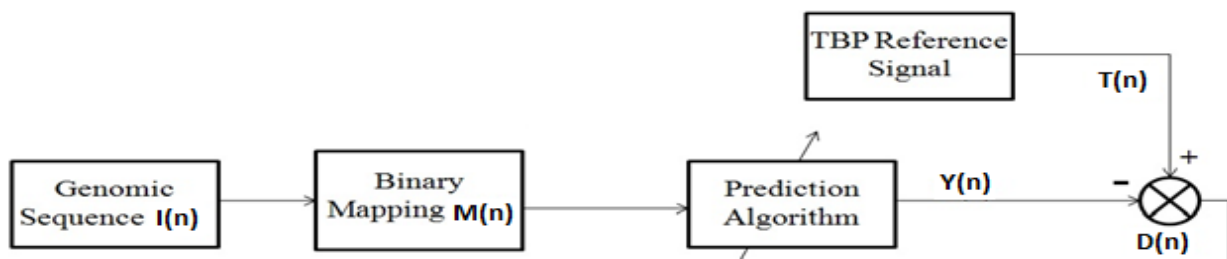 TBP Reference
Signal
T(n)
Genomic
Sequence I(n)
Binary
Mapping M(n)
Prediction
Algorithm
Y(n)
+
-
D(n)